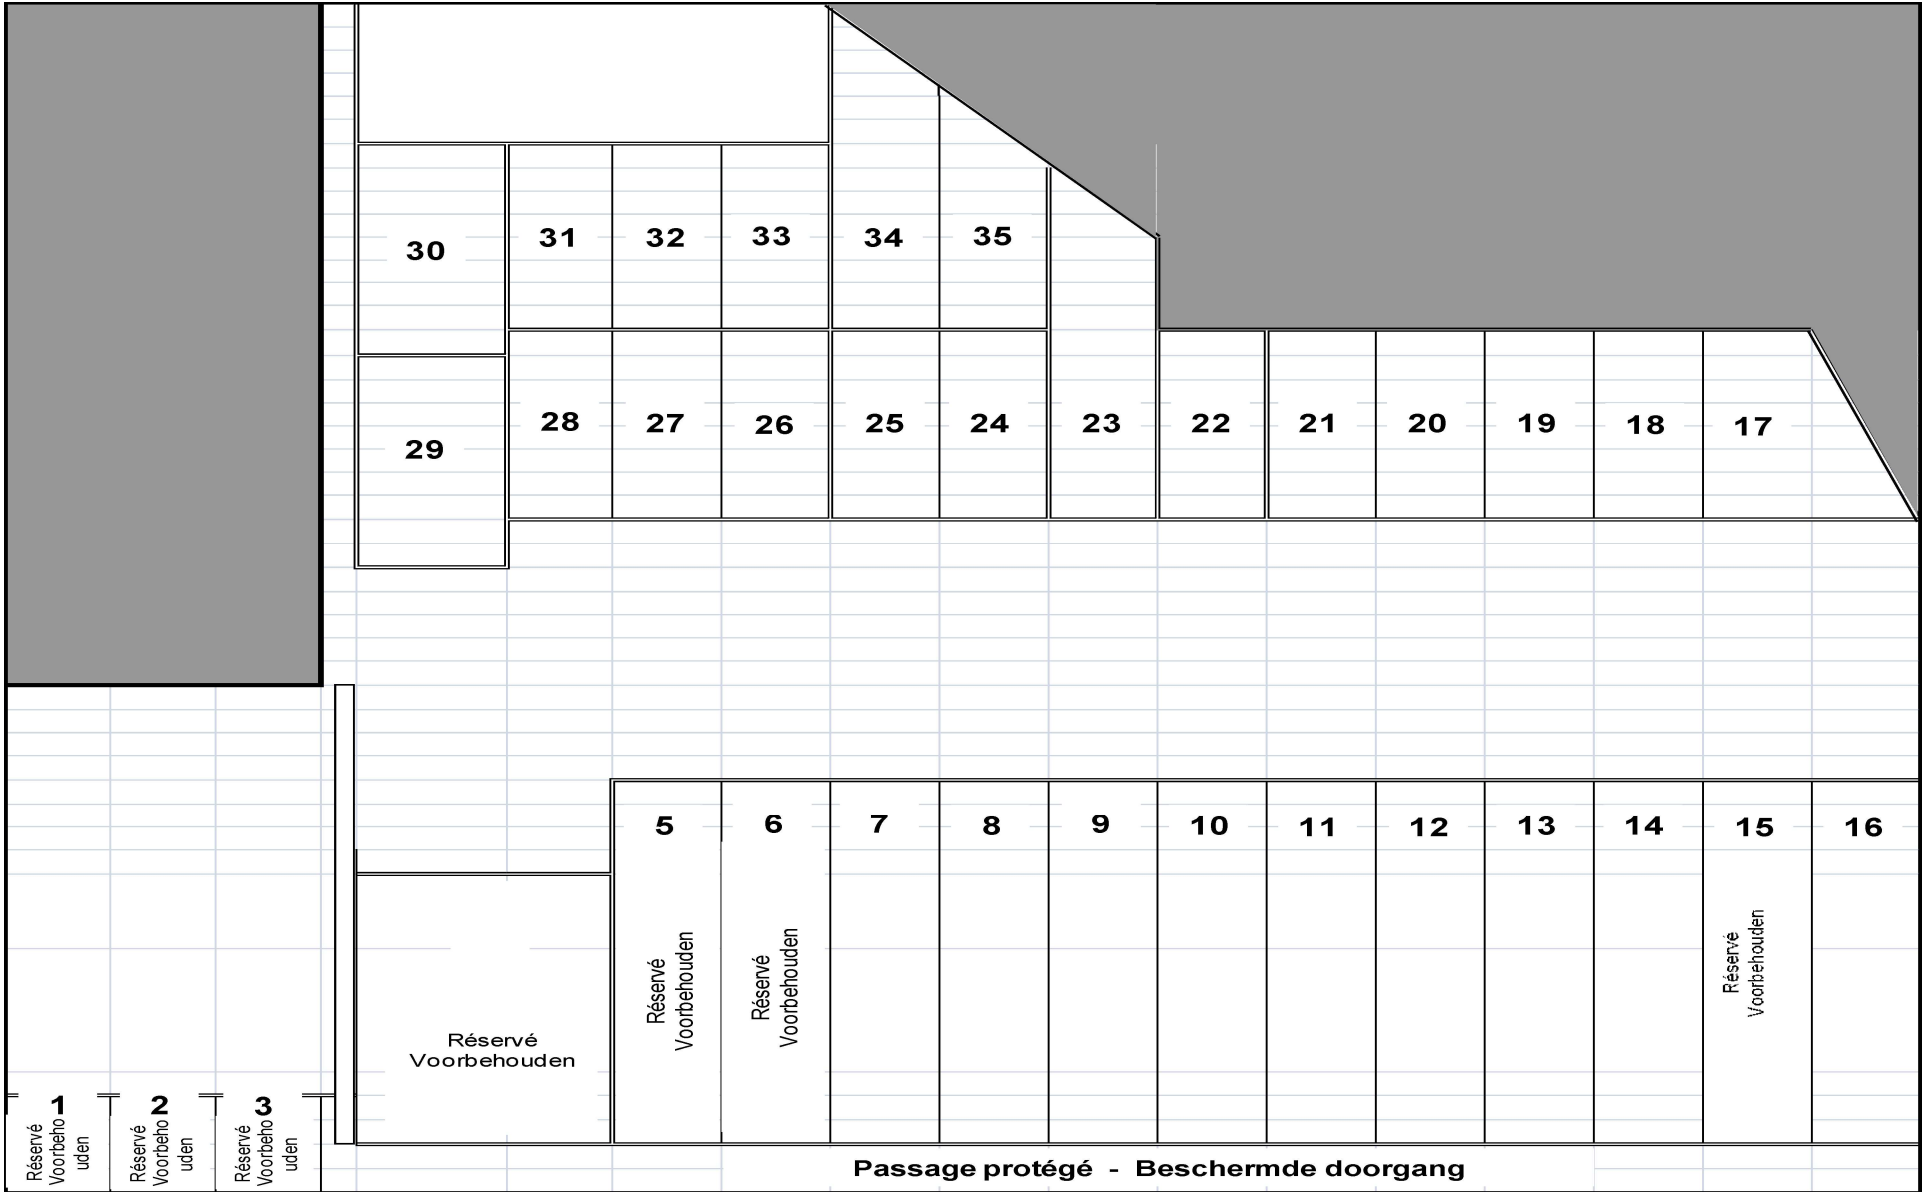 30
31
32
33
34
35
29
28
27
26
25
24
23
22
21
20
19
18
17
5
6
7
8
9
10
11
12
13
14
15
16
Réservé
Voorbehouden
Réservé
Voorbehouden
Réservé
Voorbehouden
Réservé
Voorbehouden
1
Réservé
Voorbeho
uden
2
Réservé
Voorbeho
uden
3
Réservé
Voorbeho
uden
Passage protégé - Beschermde doorgang